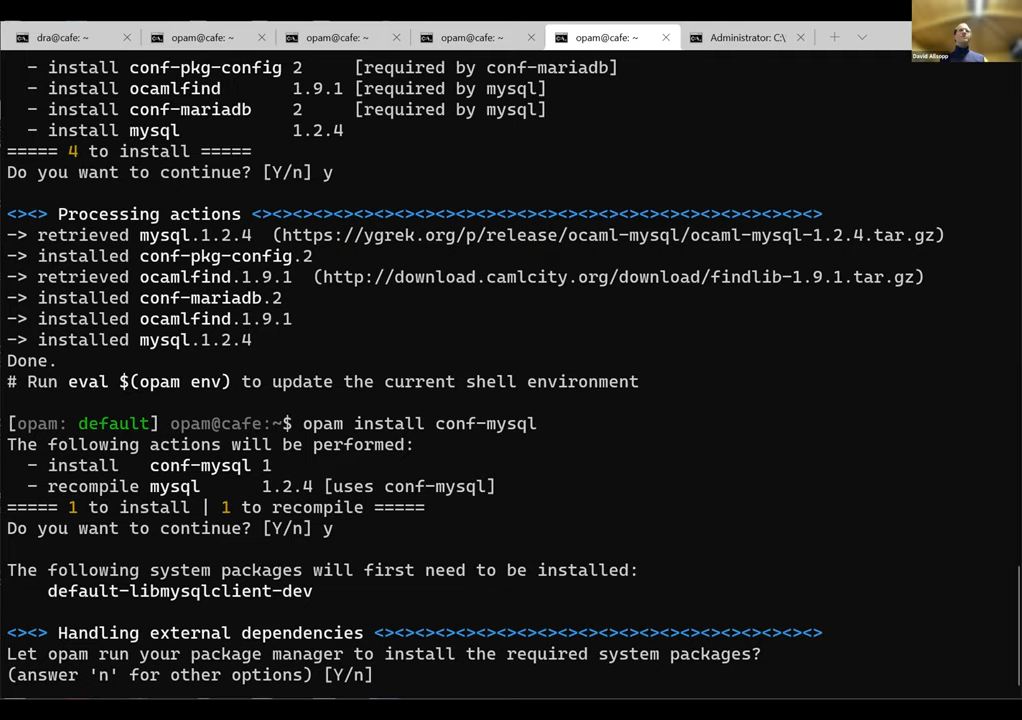 dra@cafe: ~
opam@cafe: ~
opam@cafe: ~
opam@cafe: ~
opam@cafe: ~
Administrator: C:\
David Allsopp
- install conf-pkg-config 2 [required by conf-mariadb]
- install ocamlfind 1.9.1 [required by mysql]
- install conf-mariadb 2 [required by mysql]
- install mysql 1.2.4
===== 4 to install =====
Do you want to continue? [Y/n] y
<><> Processing actions <><><><><><><><><><><><><><><><><><><><><><><><><><><><>
-> retrieved mysql.1.2.4 (https://ygrek.org/p/release/ocaml-mysql/ocaml-mysql-1.2.4.tar.gz)
-> installed conf-pkg-config.2
-> retrieved ocamlfind.1.9.1 (http://download.camlcity.org/download/findlib-1.9.1.tar.gz)
-> installed conf-mariadb.2
-> installed ocamlfind.1.9.1
-> installed mysql.1.2.4
Done.
# Run eval $(opam env) to update the current shell environment
[opam: default] opam@cafe:~$ opam install conf-mysql
The following actions will be performed:
- install conf-mysql 1
- recompile mysql 1.2.4 [uses conf-mysql]
===== 1 to install | 1 to recompile =====
Do you want to continue? [Y/n] y
The following system packages will first need to be installed:
default-libmysqlclient-dev
<><> Handling external dependencies <><><><><><><><><><><><><><><><><><><><><><>
Let opam run your package manager to install the required system packages?
(answer 'n' for other options) [Y/n]